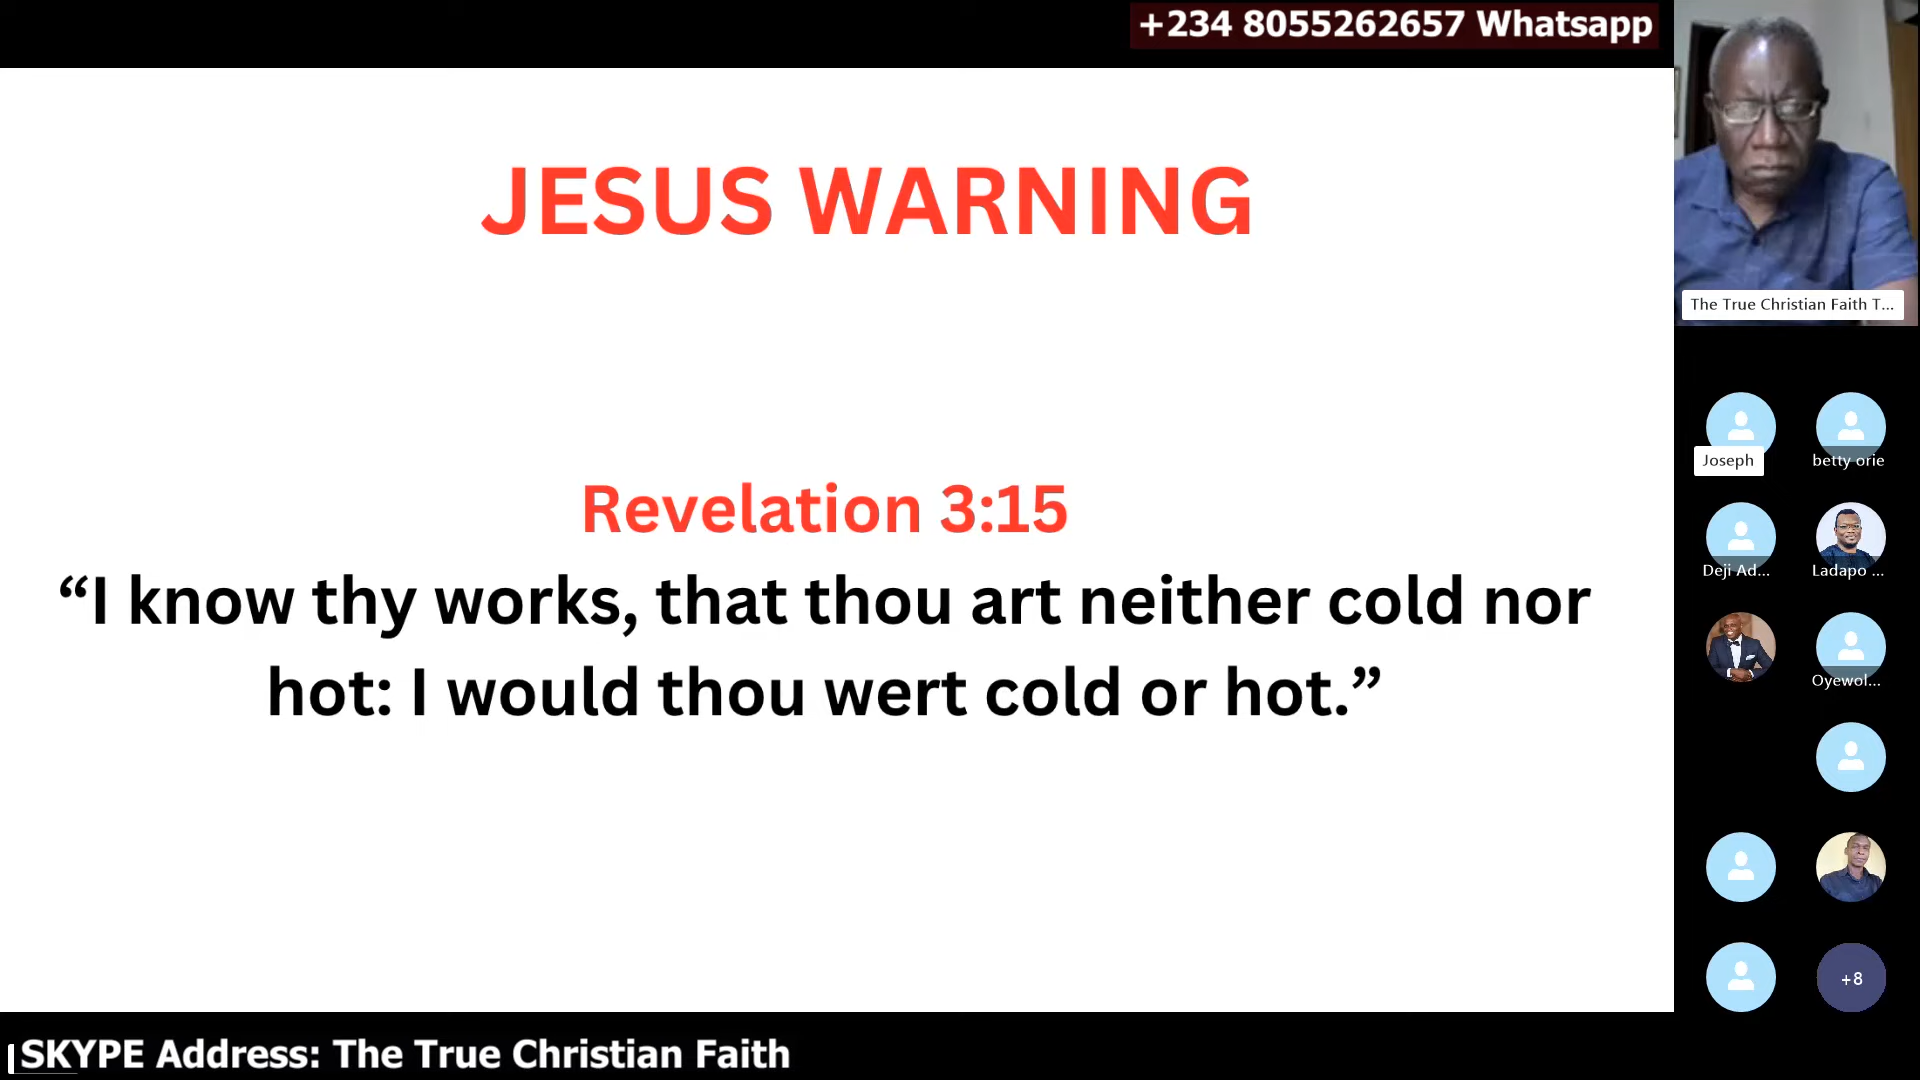 +234 8055262657 Whatsapp
JESUS WARNING
Revelation 3:15
“I know thy works, that thou art neither cold nor
hot: I would thou wert cold or hot.”
The True Christian Faith T...
Joseph
betty orie
Deji Ad...
Ladapo ...
Oyewol...
+8
SKYPE Address: The True Christian Faith